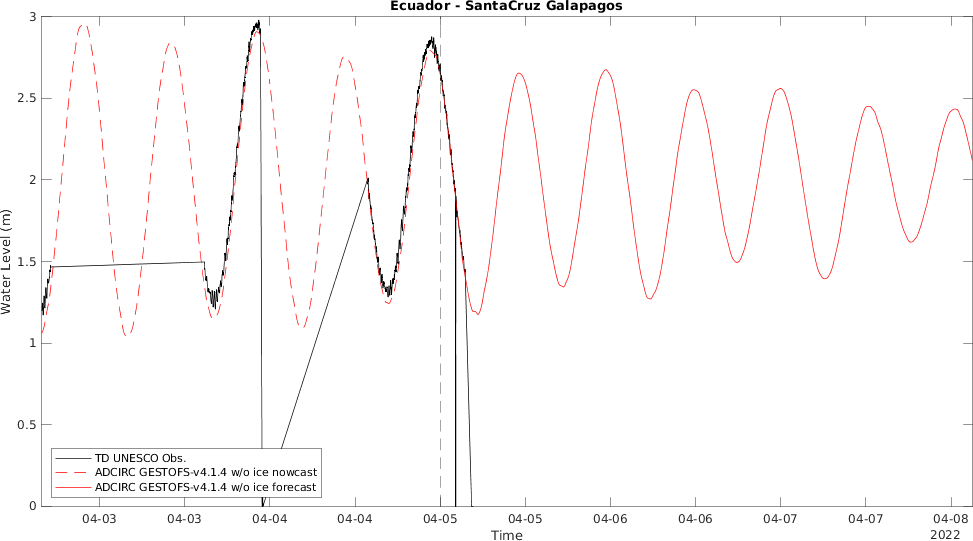 Ecuador - SantaCruz Galapagos
3
2.5
2
1.5
1
0.5
0
Water Level (m)
TD UNESCO Obs.
ADCIRC GESTOFS-v4.1.4 w/o ice nowcast
ADCIRC GESTOFS-v4.1.4 w/o ice forecast
04-03 04-03 04-04 04-04 04-05 04-05 04-06 04-06 04-07 04-07 04-08
Time 2022